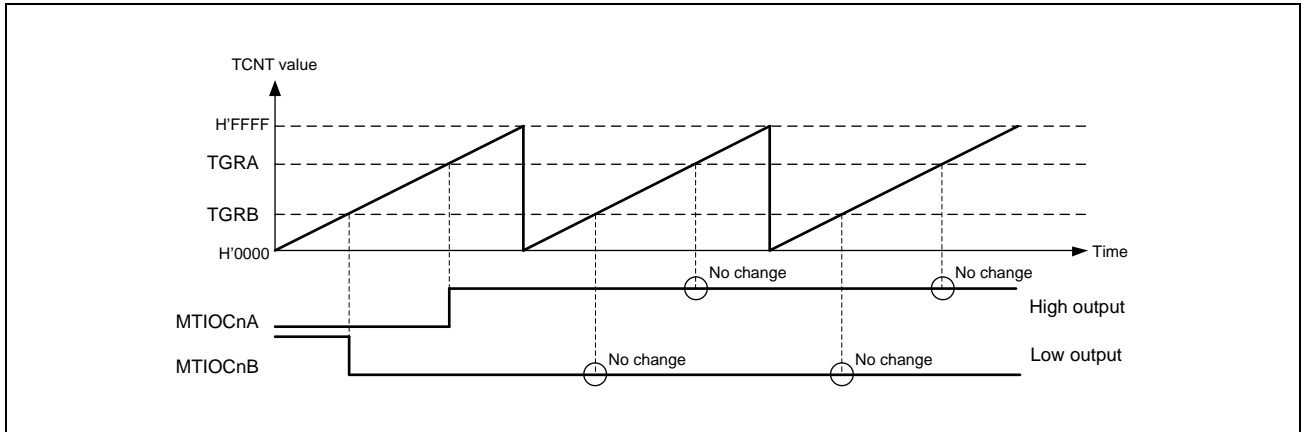 TCNT value
H'FFFF
TGRA
TGRB
H'0000
Time
No change
No change
High output
MTIOCnA
No change
No change
Low output
MTIOCnB